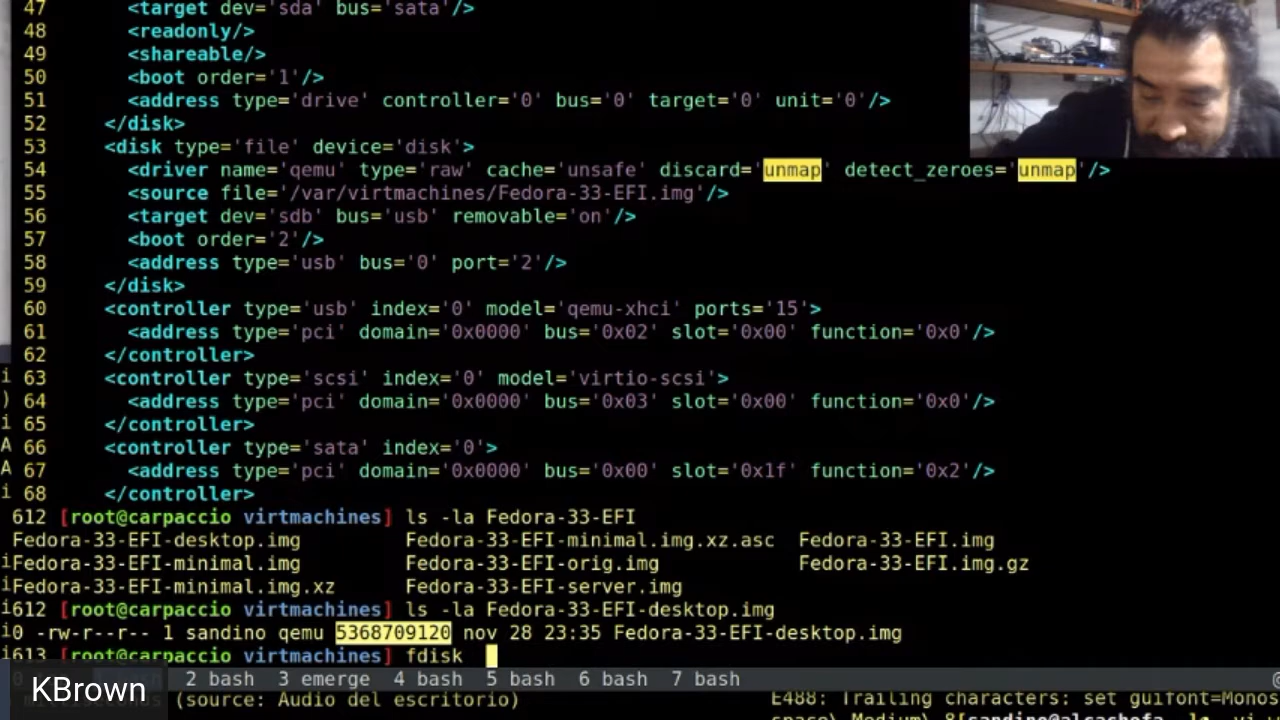 47 <target dev='sda' bus='sata'/>
48 <readonly/>
49 <shareable/>
50 <boot order='1'/>
51 <address type='drive' controller='0' bus='0' target='0' unit='0'/>
52 </disk>
53 <disk type='file' device='disk'>
54 <driver name='qemu' type='raw' cache='unsafe' discard='unmap' detect_zeroes='unmap'/>
55 <source file='/var/virtmachines/Fedora-33-EFI.img'/>
56 <target dev='sdb' bus='usb' removable='on'/>
57 <boot order='2'/>
58 <address type='usb' bus='0' port='2'/>
59 </disk>
60 <controller type='usb' index='0' model='qemu-xhci' ports='15'>
61 <address type='pci' domain='0x0000' bus='0x02' slot='0x00' function='0x0'/>
62 </controller>
i 63 <controller type='scsi' index='0' model='virtio-scsi'>
) 64 <address type='pci' domain='0x0000' bus='0x03' slot='0x00' function='0x0'/>
i 65 </controller>
A 66 <controller type='sata' index='0'>
A 67 <address type='pci' domain='0x0000' bus='0x00' slot='0x1f' function='0x2'/>
i 68 </controller>
612 [root@carpaccio virtmachines] ls -la Fedora-33-EFI
Fedora-33-EFI-desktop.img Fedora-33-EFI-minimal.img.xz.asc Fedora-33-EFI.img
iFedora-33-EFI-minimal.img Fedora-33-EFI-orig.img Fedora-33-EFI.img.gz
iFedora-33-EFI-minimal.img.xz Fedora-33-EFI-server.img
i612 [root@carpaccio virtmachines] ls -la Fedora-33-EFI-desktop.img
i0 -rw-r--r-- 1 sandino qemu 5368709120 nov 28 23:35 Fedora-33-EFI-desktop.img
i613 [root@carpaccio virtmachines] fdisk
2 bash 3 emerge 4 bash 5 bash 6 bash 7 bash
KBrown
(source: Audio del escritorio) E488: Trailing characters: set guifont=Monos